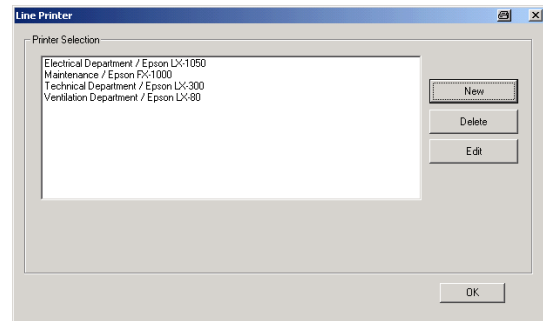 Line Printer
Printer Selection
Electrical Department / Epson LX-1050
Maintenance / Epson FX-1000
Technical Department / Epson LX-300
Ventilation Department / Epson LX-80
New
Delete
Edit
OK